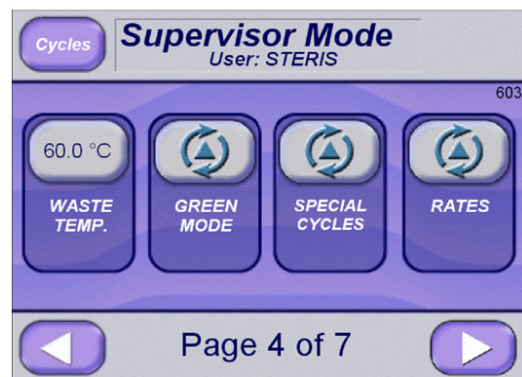 Cycles
Supervisor Mode
User: STERIS
603
60.0 °C
WASTE
TEMP.
GREEN
MODE
SPECIAL
CYCLES
RATES
Page 4 of 7